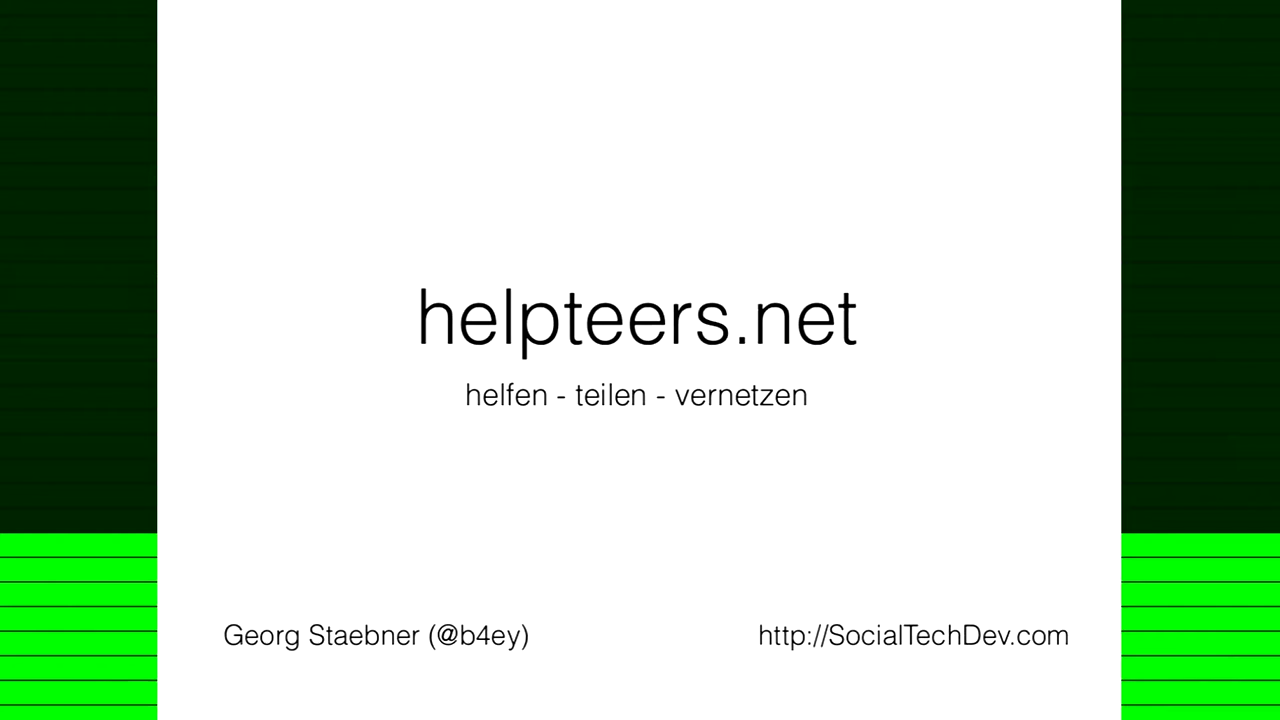 helpteers.net
helfen - teilen - vernetzen
Georg Staebner (@b4ey)
http://SocialTechDev.com